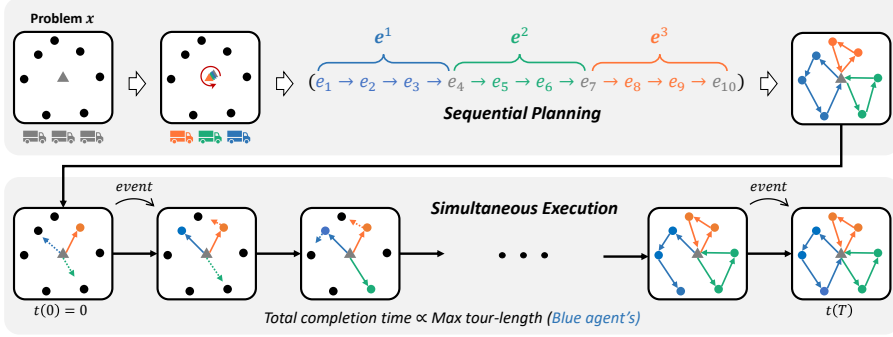 Problem x
e¹ e² e³
(e₁ → e₂ → e₃ → e₄ → e₅ → e₆ → e₇ → e₈ → e₉ → e₁₀)
Sequential Planning
event
Simultaneous Execution
event
t(0) = 0
t(T)
Total completion time ∝ Max tour-length (Blue agent's)